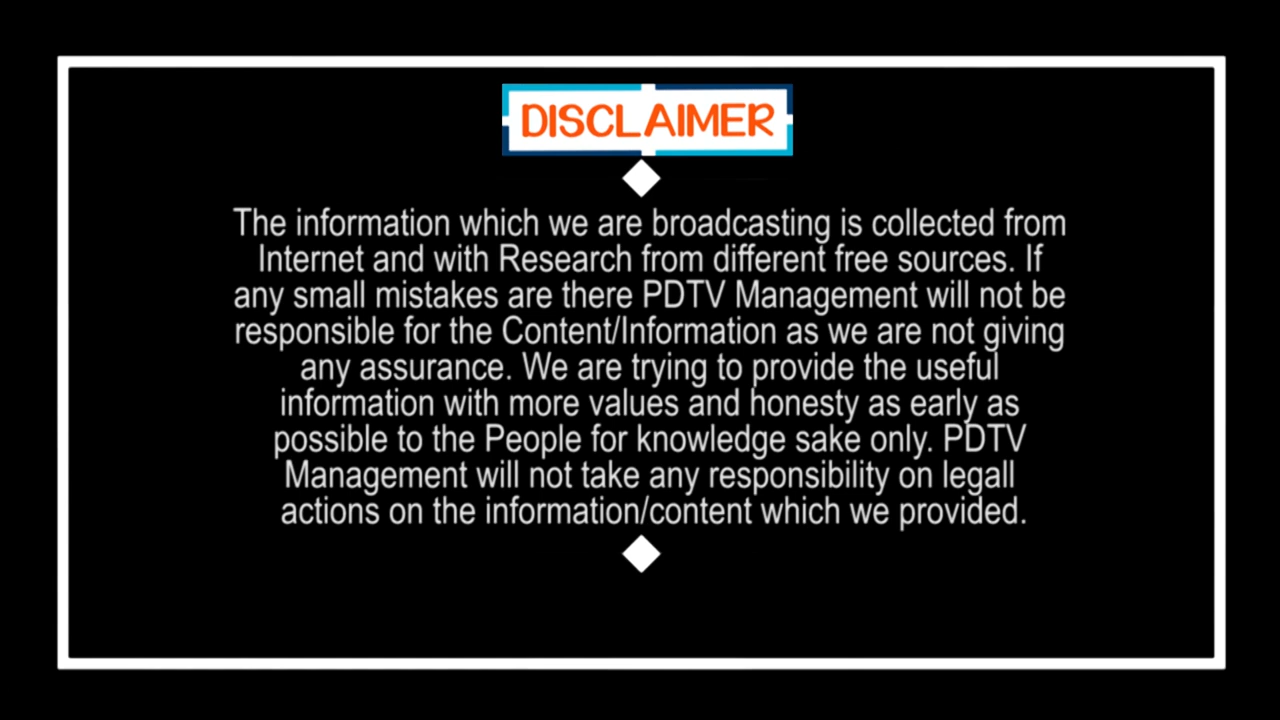 DISCLAIMER
The information which we are broadcasting is collected from
Internet and with Research from different free sources. If
any small mistakes are there PDTV Management will not be
responsible for the Content/Information as we are not giving
any assurance. We are trying to provide the useful
information with more values and honesty as early as
possible to the People for knowledge sake only. PDTV
Management will not take any responsibility on legall
actions on the information/content which we provided.